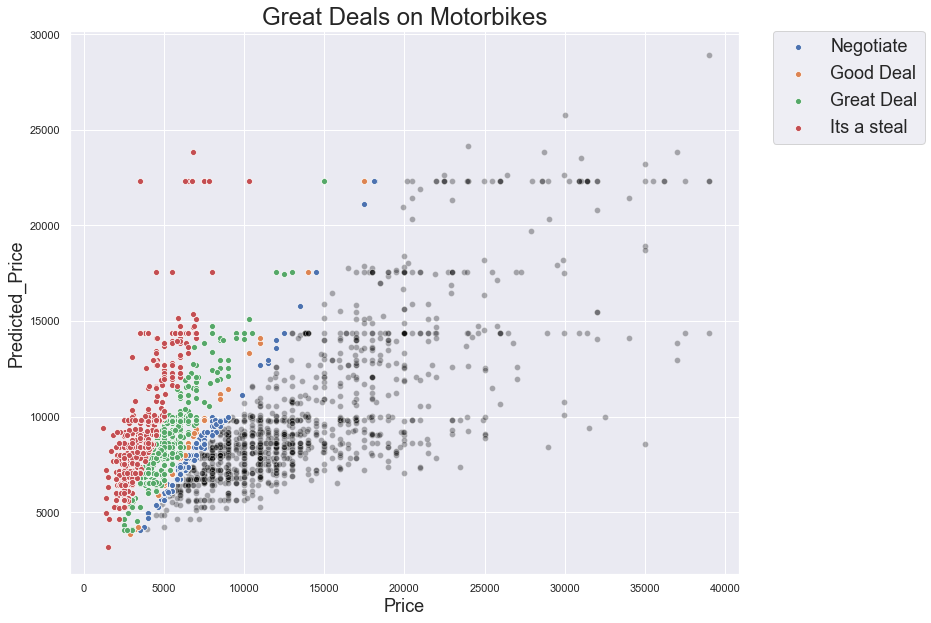 Great Deals on Motorbikes
Negotiate
Good Deal
Great Deal
Its a steal
Predicted_Price
30000
25000
20000
15000
10000
5000
0 5000 10000 15000 20000 25000 30000 35000 40000
Price